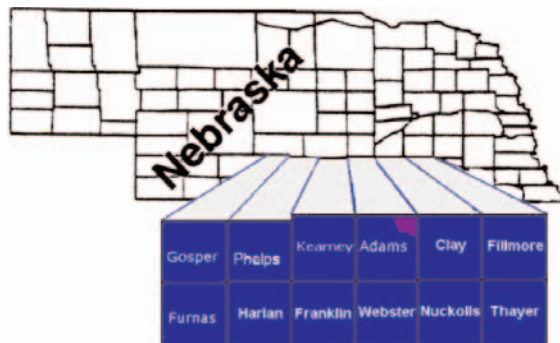 Nebraska
Gosper Phelps Kearney Adams Clay Fillmore
Furnas Harlan Franklin Webster Nuckolls Thayer